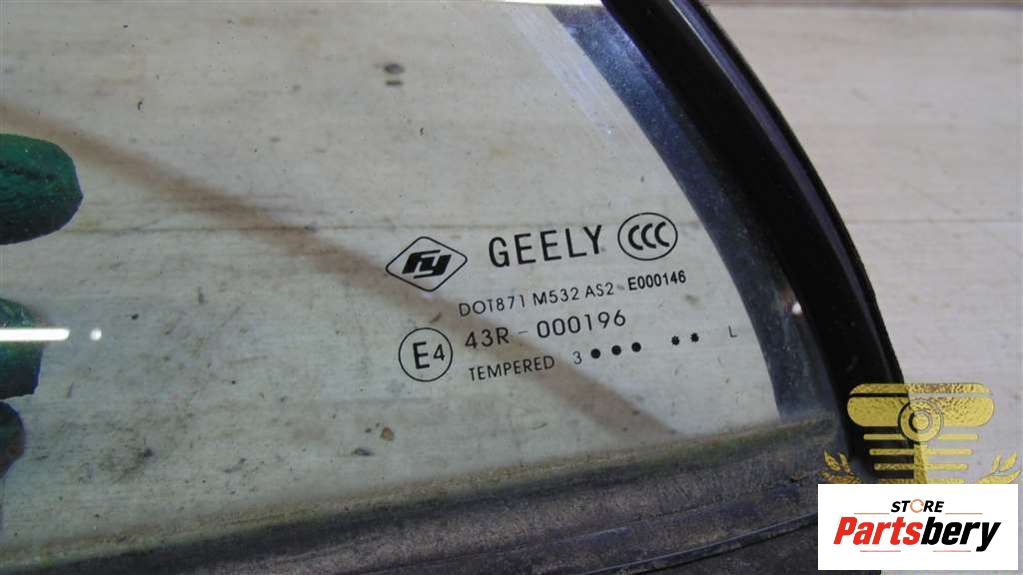 FY GEELY CCC
DOT871 M532 AS2 E000146
E4 43R-000196
TEMPERED 3●●● ** L
STORE
Partsbery